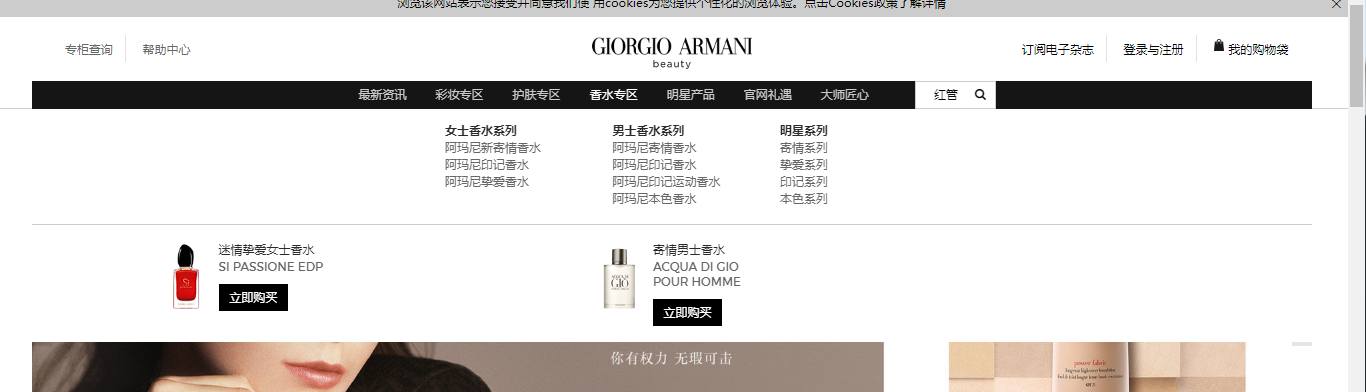 浏览该网站表示您接受并同意我们使 用cookies为您提供个性化的浏览体验。点击Cookies政策了解详情
专柜查询 帮助中心
GIORGIO ARMANI
beauty
订阅电子杂志 登录与注册 我的购物袋
最新资讯 彩妆专区 护肤专区 香水专区 明星产品 官网礼遇 大师匠心 红管
女士香水系列
阿玛尼新寄情香水
阿玛尼印记香水
阿玛尼挚爱香水
男士香水系列
阿玛尼寄情香水
阿玛尼印记香水
阿玛尼印记运动香水
阿玛尼本色香水
明星系列
寄情系列
挚爱系列
印记系列
本色系列
Sì
迷情挚爱女士香水
SI PASSIONE EDP
立即购买
ACQUA DI
GIO
寄情男士香水
ACQUA DI GIO
POUR HOMME
立即购买
你有权力 无瑕可击
power fabric